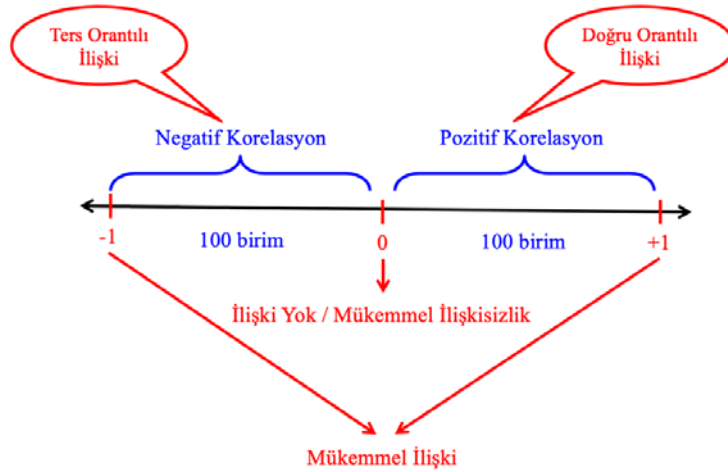 Ters Orantılı
İlişki
Doğru Orantılı
İlişki
Negatif Korelasyon
Pozitif Korelasyon
-1
100 birim
0
100 birim
+1
İlişki Yok / Mükemmel İlişkisizlik
Mükemmel İlişki